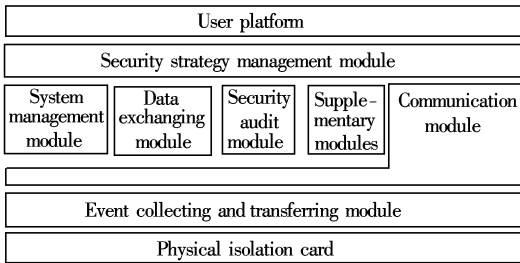 User platform
Security strategy management module
System
management
module
Data
exchanging
module
Security
audit
module
Supple-
mentary
modules
Communication
module
Event collecting and transferring module
Physical isolation card